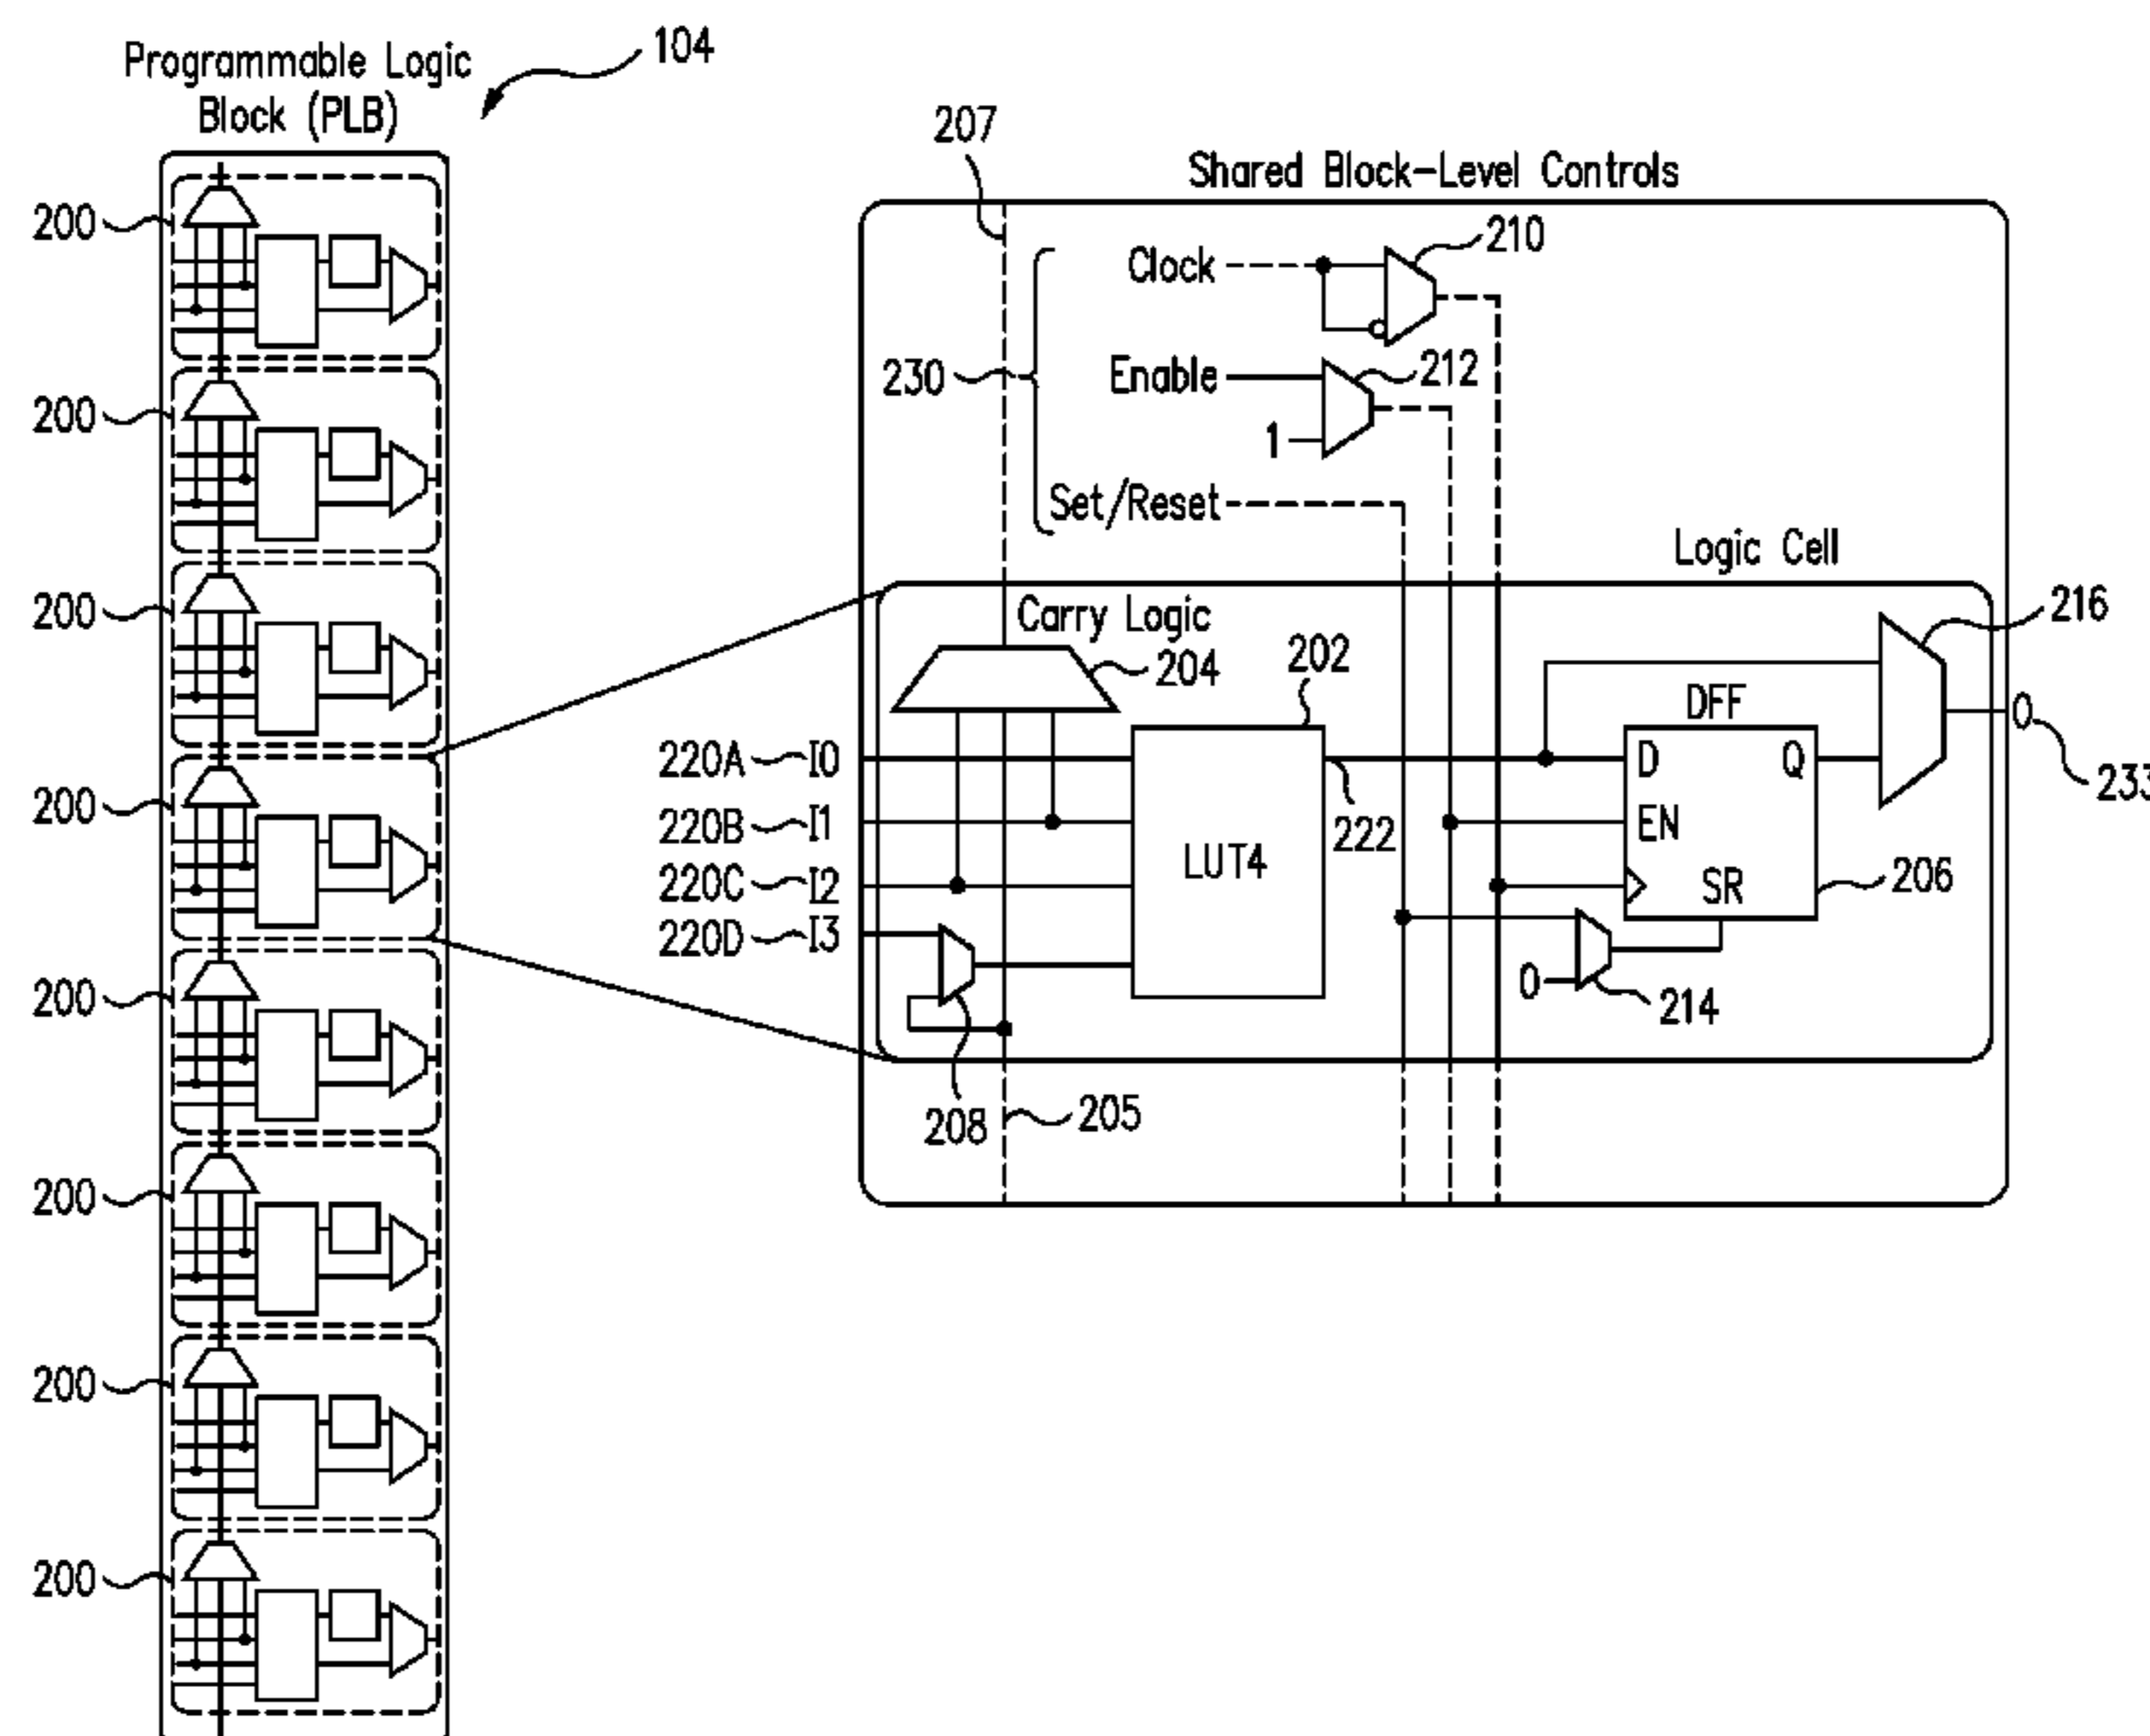 Programmable Logic
Block (PLB)
104
200
200
200
200
200
200
200
200
207
Shared Block-Level Controls
Clock
210
230
Enable
212
1
Set/Reset
Logic Cell
Carry Logic
204
202
216
DFF
220A I0
D Q
0
233
220B I1
222
EN
LUT4
220C I2
SR
206
220D I3
0
214
208
205